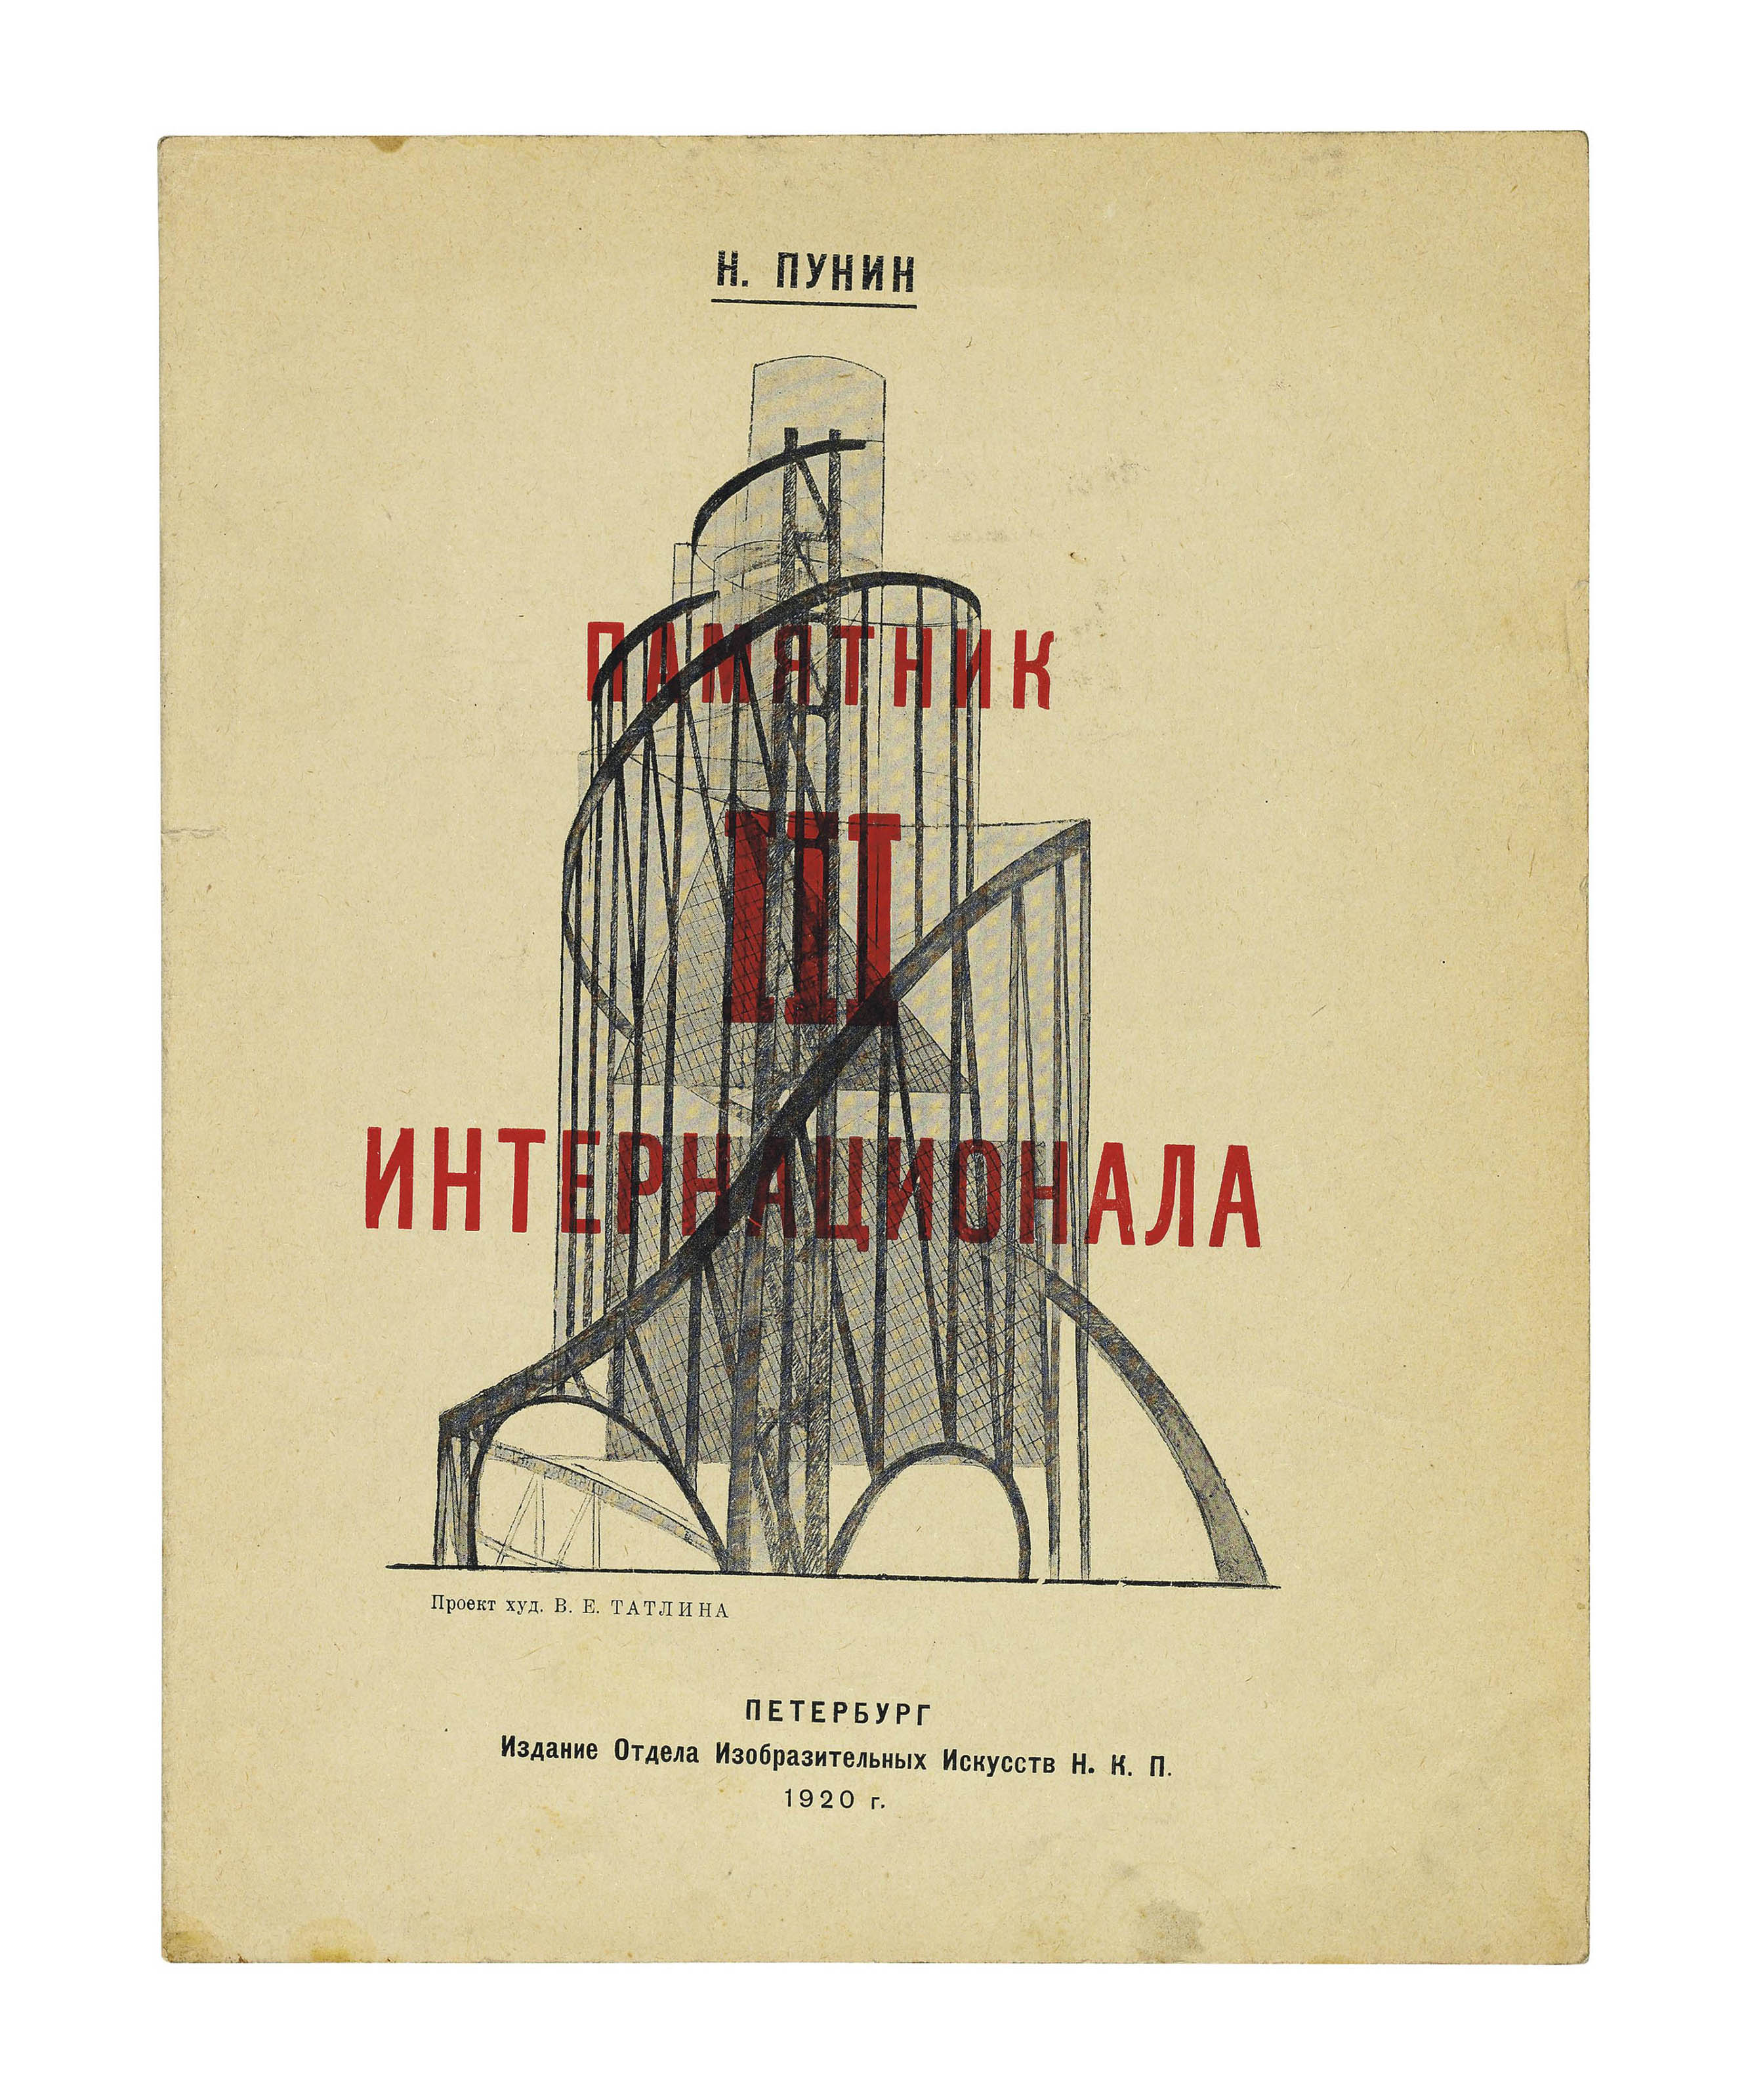 Н. ПУНИН
ПАМЯТНИК
III
ИНТЕРНАЦИОНАЛА
Проект худ. В. Е. ТАТЛИНА
ПЕТЕРБУРГ
Издание Отдела Изобразительных Искусств Н. К. П.
1920 г.